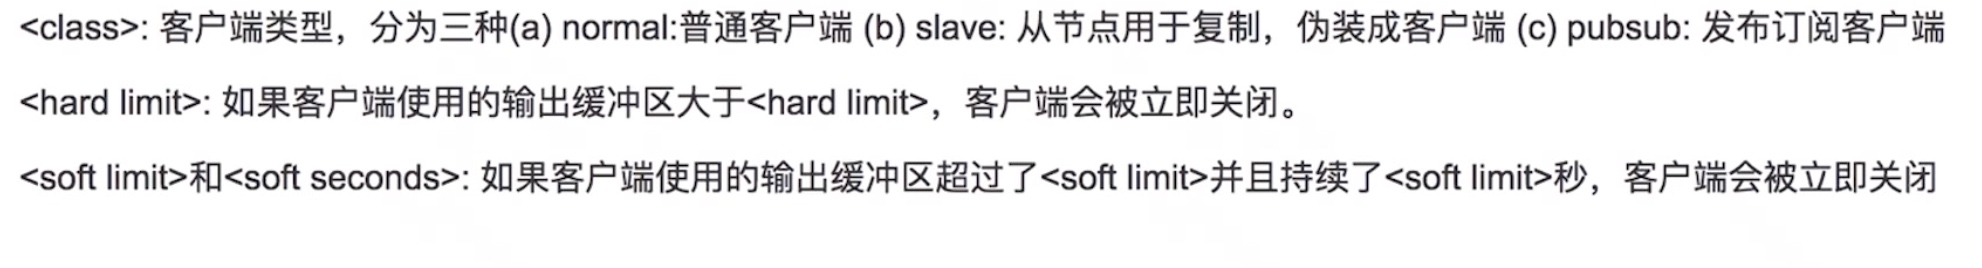 <class>: 客户端类型，分为三种(a) normal:普通客户端 (b) slave: 从节点用于复制，伪装成客户端 (c) pubsub: 发布订阅客户端
<hard limit>: 如果客户端使用的输出缓冲区大于<hard limit>，客户端会被立即关闭。
<soft limit>和<soft seconds>: 如果客户端使用的输出缓冲区超过了<soft limit>并且持续了<soft limit>秒，客户端会被立即关闭